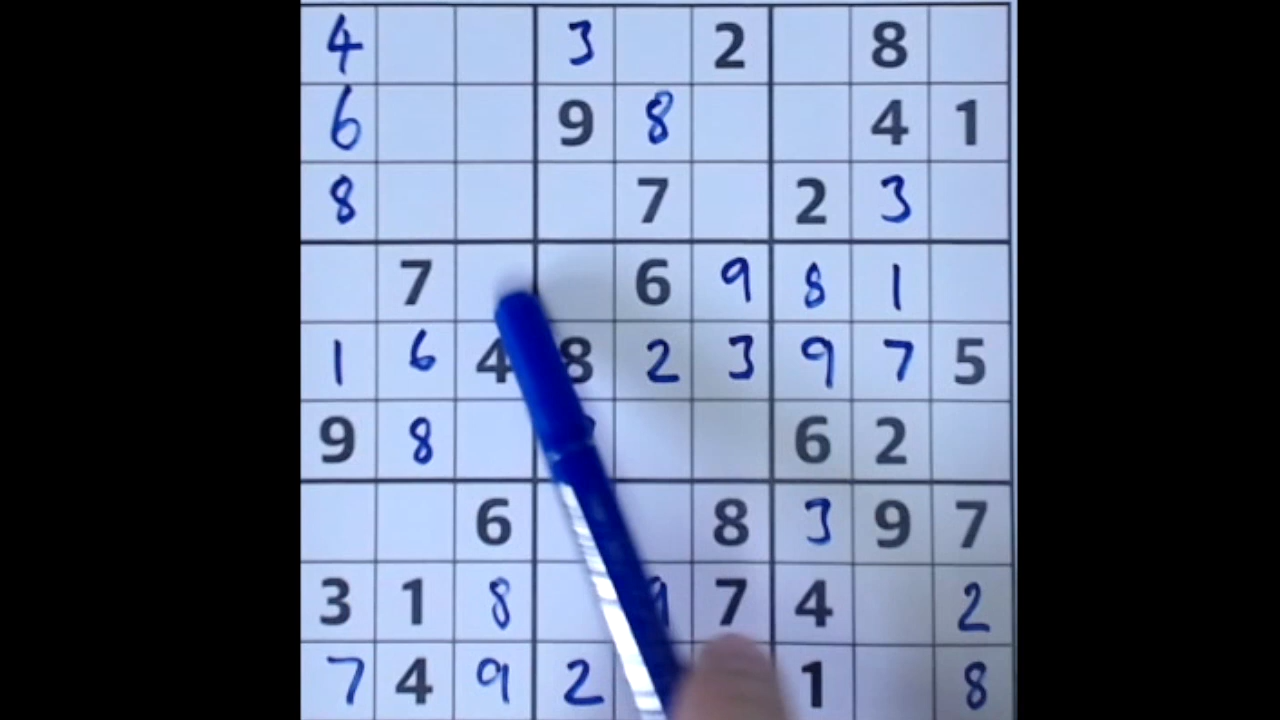 4 3 2 8
6 9 8 4 1
8 7 2 3
7 6 9 8 1
1 6 4 8 2 3 9 7 5
9 8 6 2
6 8 3 9 7
3 1 8 9 7 4 2
7 4 9 2 1 8